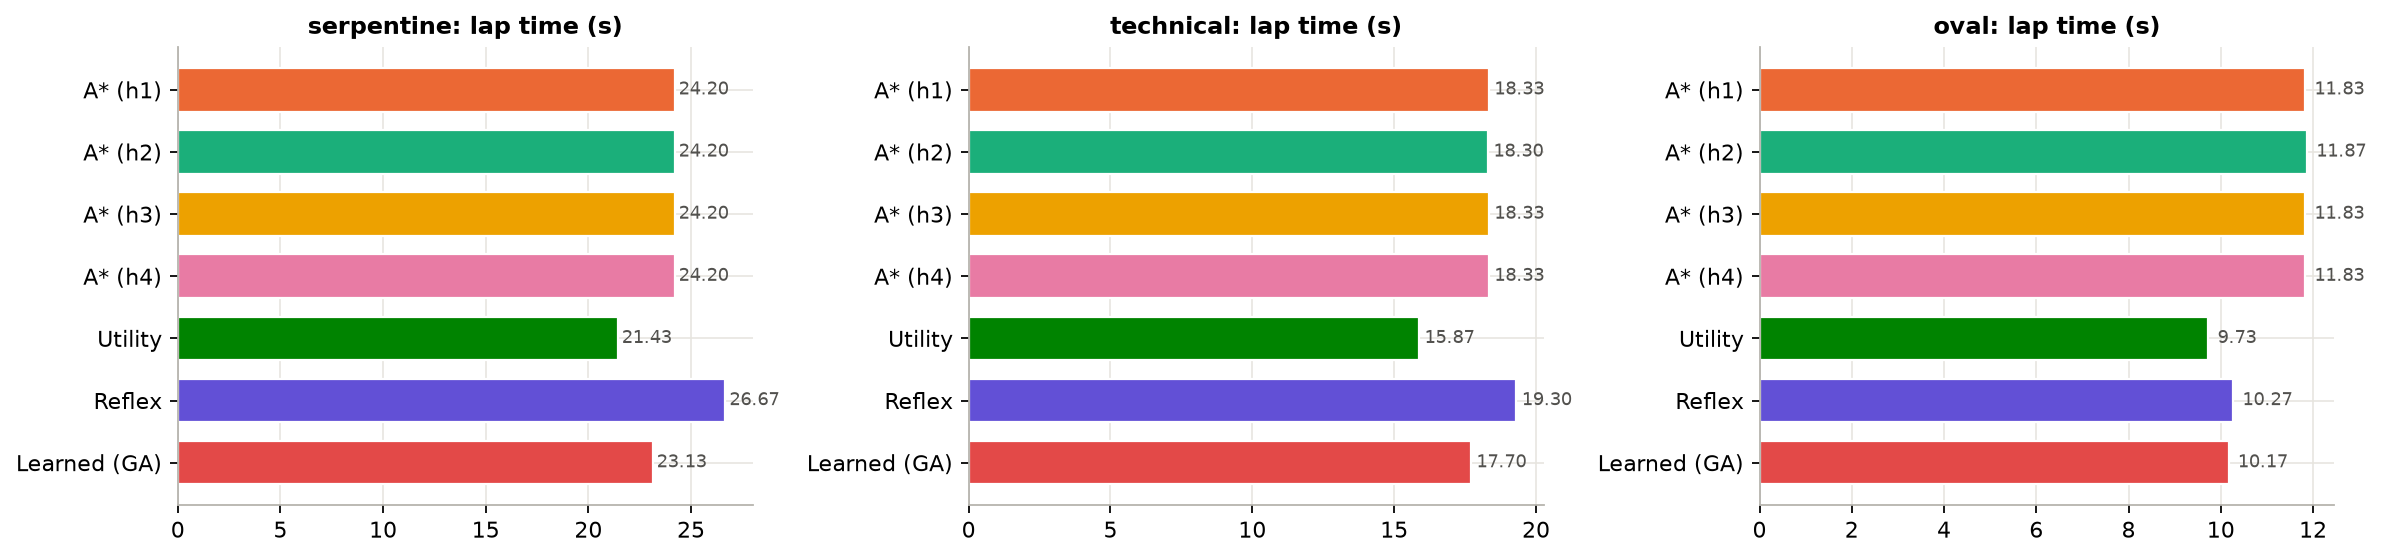 serpentine: lap time (s)
A* (h1)
24.20
A* (h2)
24.20
A* (h3)
24.20
A* (h4)
24.20
Utility
21.43
Reflex
26.67
Learned (GA)
23.13
0 5 10 15 20 25
technical: lap time (s)
A* (h1)
18.33
A* (h2)
18.30
A* (h3)
18.33
A* (h4)
18.33
Utility
15.87
Reflex
19.30
Learned (GA)
17.70
0 5 10 15 20
oval: lap time (s)
A* (h1)
11.83
A* (h2)
11.87
A* (h3)
11.83
A* (h4)
11.83
Utility
9.73
Reflex
10.27
Learned (GA)
10.17
0 2 4 6 8 10 12